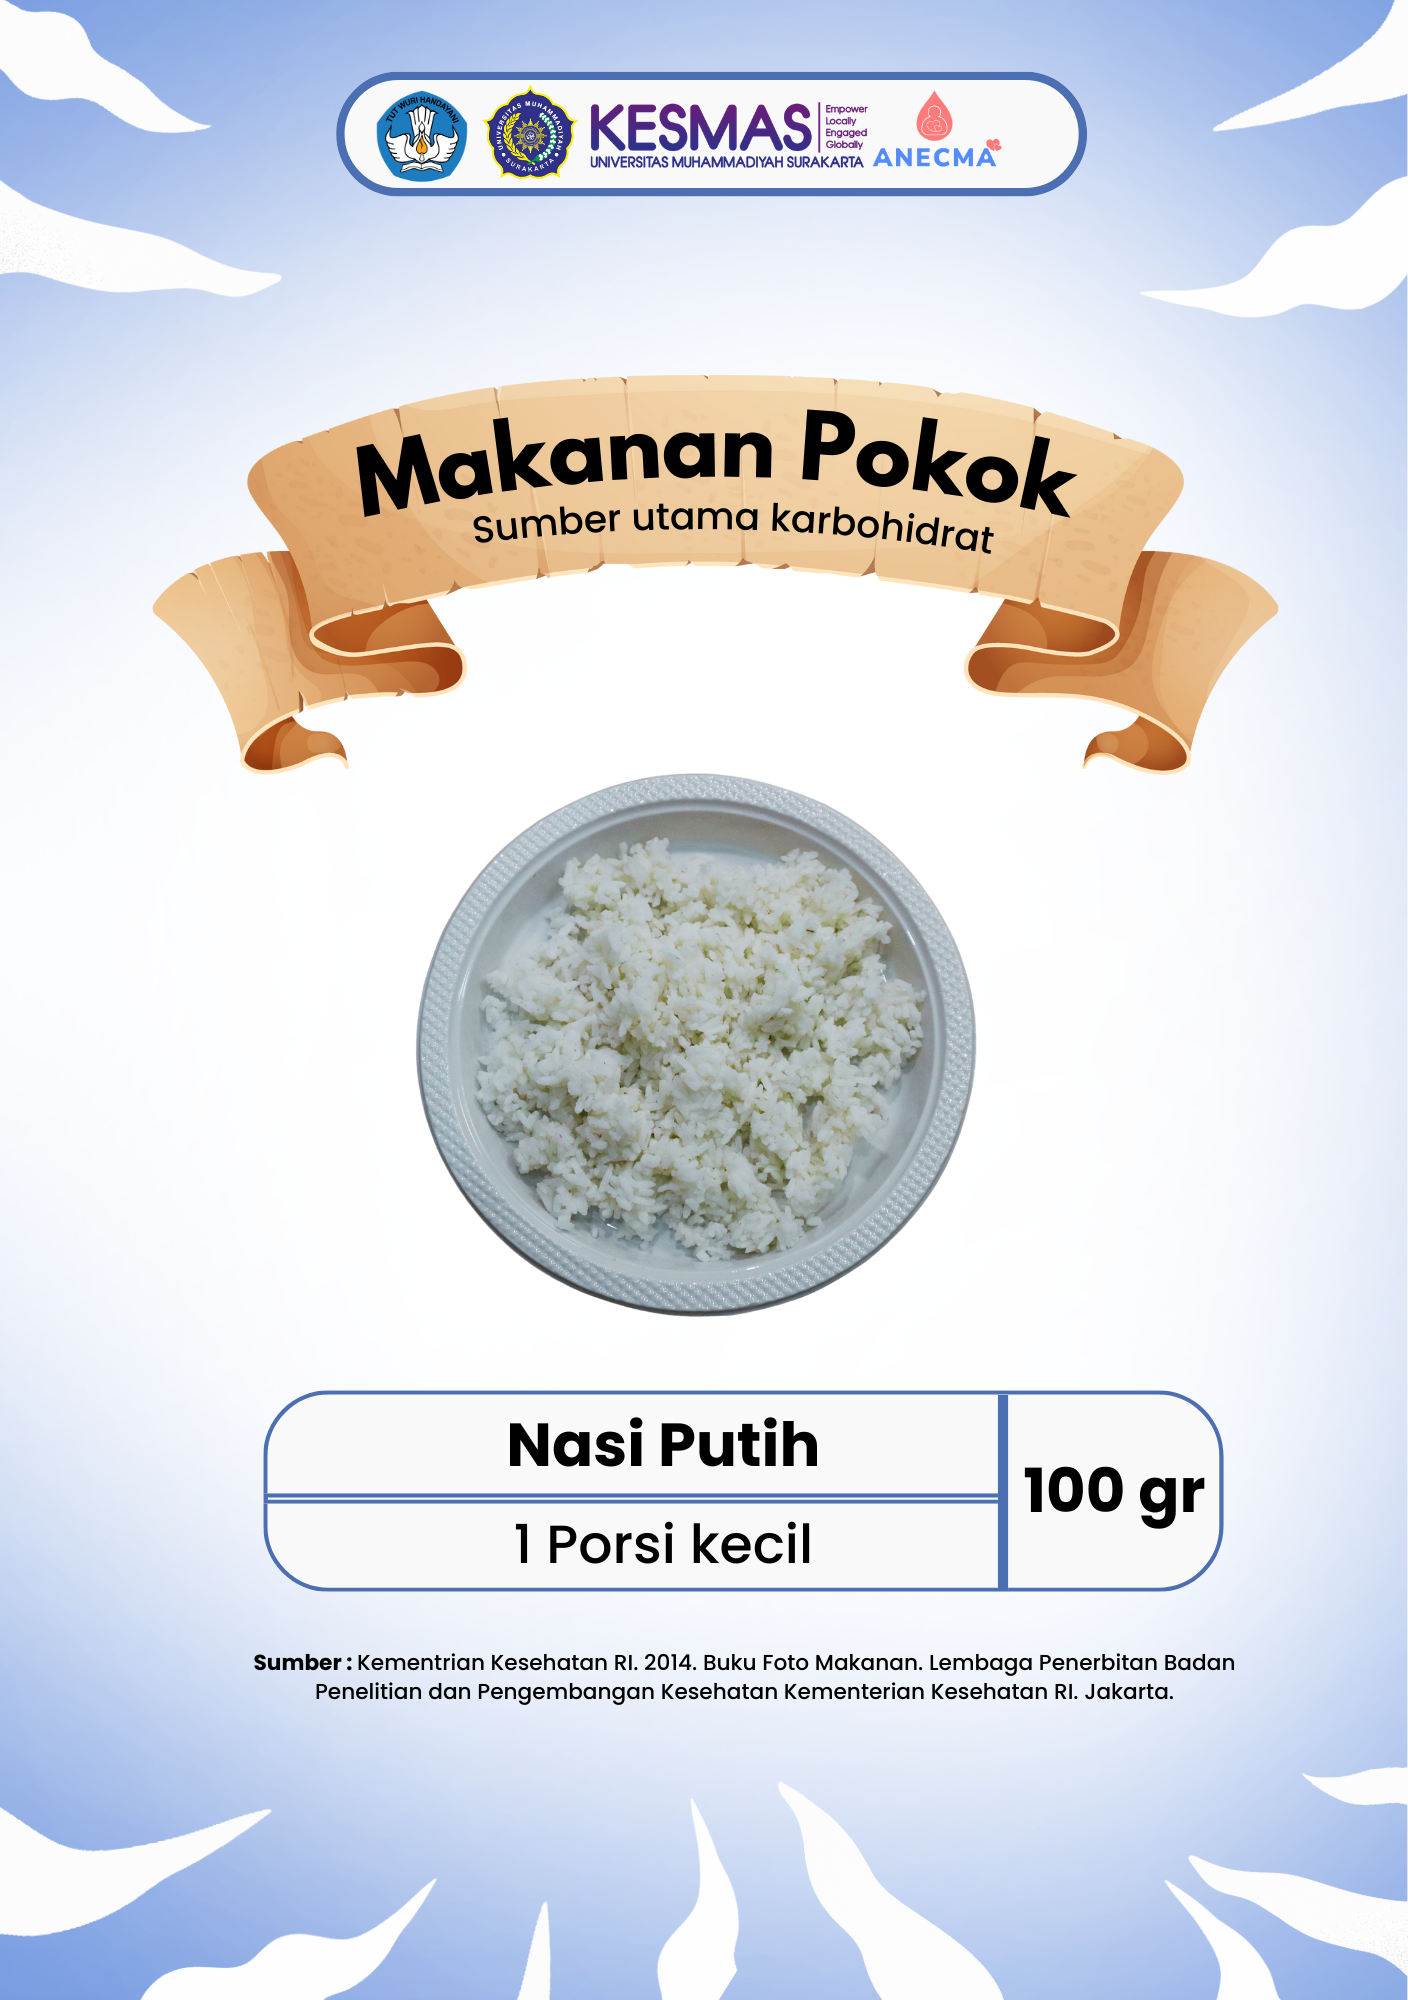 TUT WURI HANDAYANI
UNIVERSITAS MUHAMMADIYAH
SURAKARTA
KESMAS
UNIVERSITAS MUHAMMADIYAH SURAKARTA
Empower
Locally
Engaged
Globally
ANECMA
Makanan Pokok
Sumber utama karbohidrat
Nasi Putih
1 Porsi kecil
100 gr
Sumber : Kementrian Kesehatan RI. 2014. Buku Foto Makanan. Lembaga Penerbitan Badan
Penelitian dan Pengembangan Kesehatan Kementerian Kesehatan RI. Jakarta.